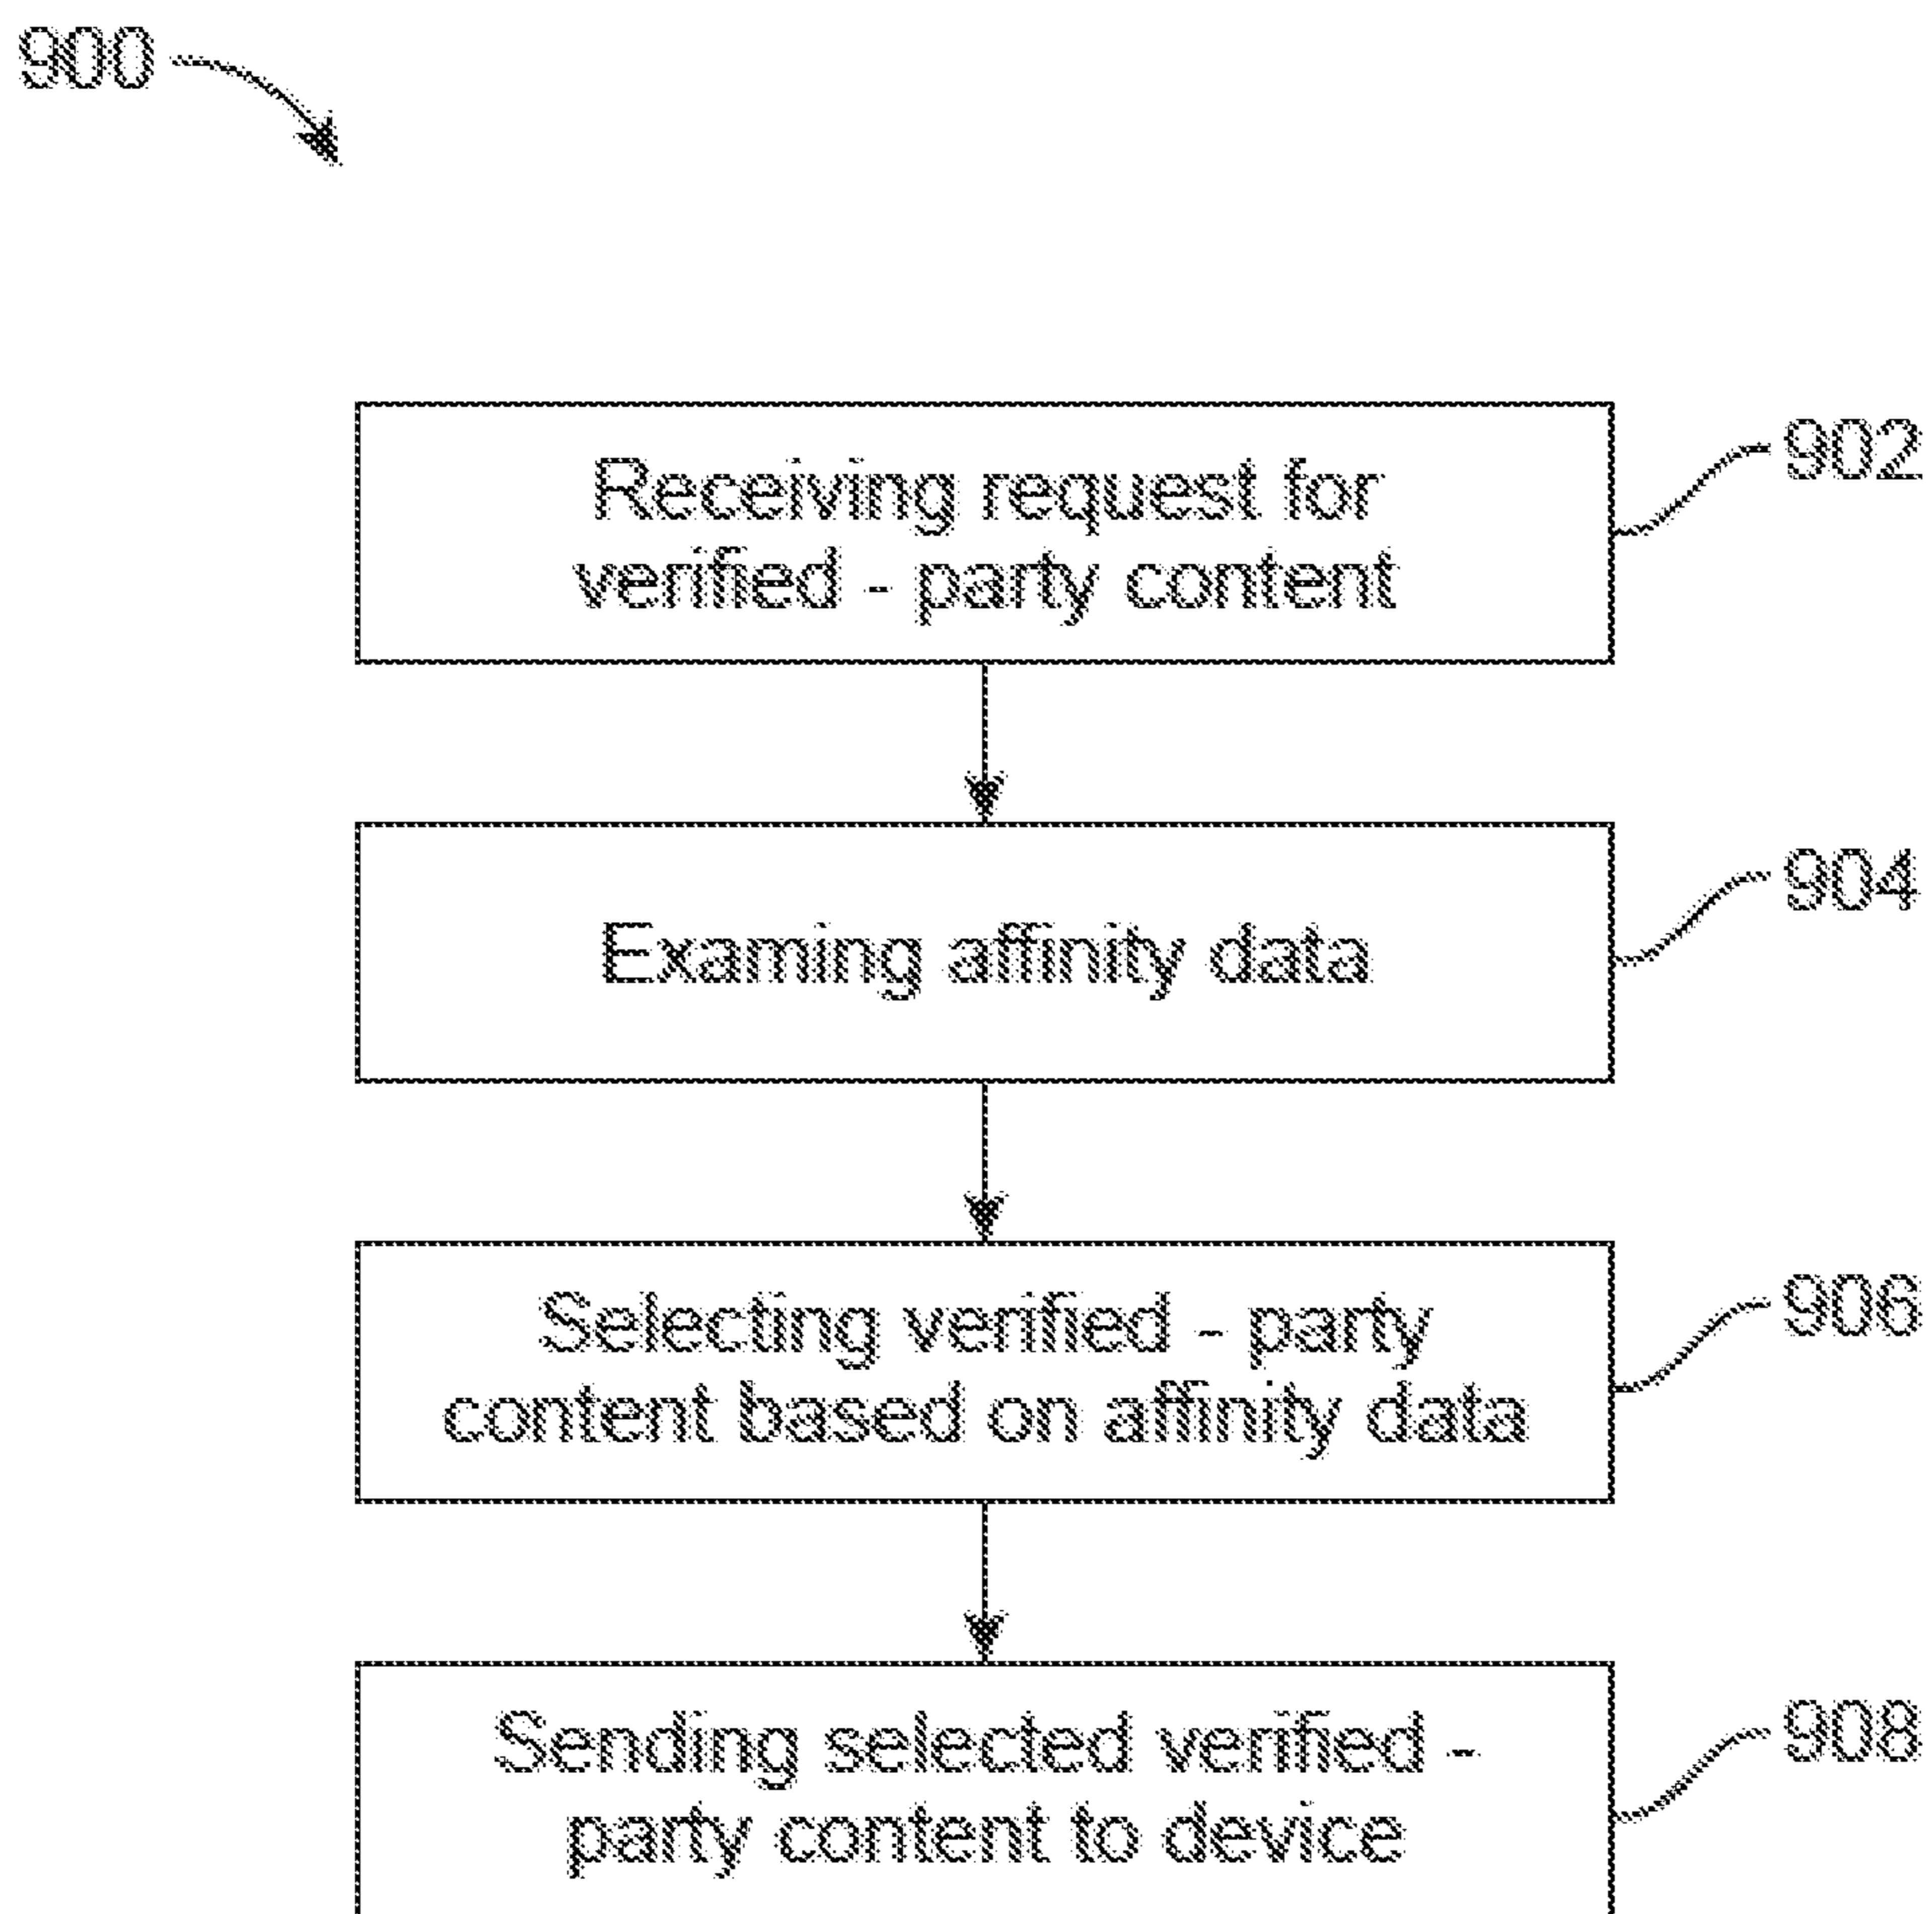 900
Receiving request for
verified - party content
902
Examing affinity data
904
Selecting verified - party
content based on affinity data
906
Sending selected verified -
party content to device
908